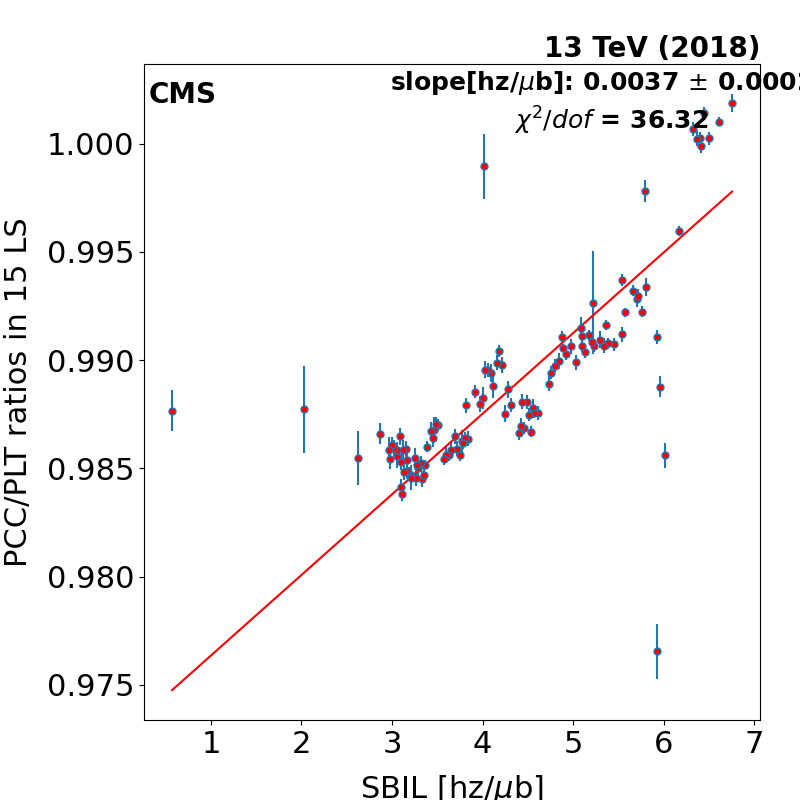 13 TeV (2018)
CMS
slope[hz/μb]: 0.0037 ± 0.000
χ²/dof = 36.32
1.000
0.995
0.990
0.985
0.980
0.975
PCC/PLT ratios in 15 LS
1 2 3 4 5 6 7
SBIL [hz/μb]